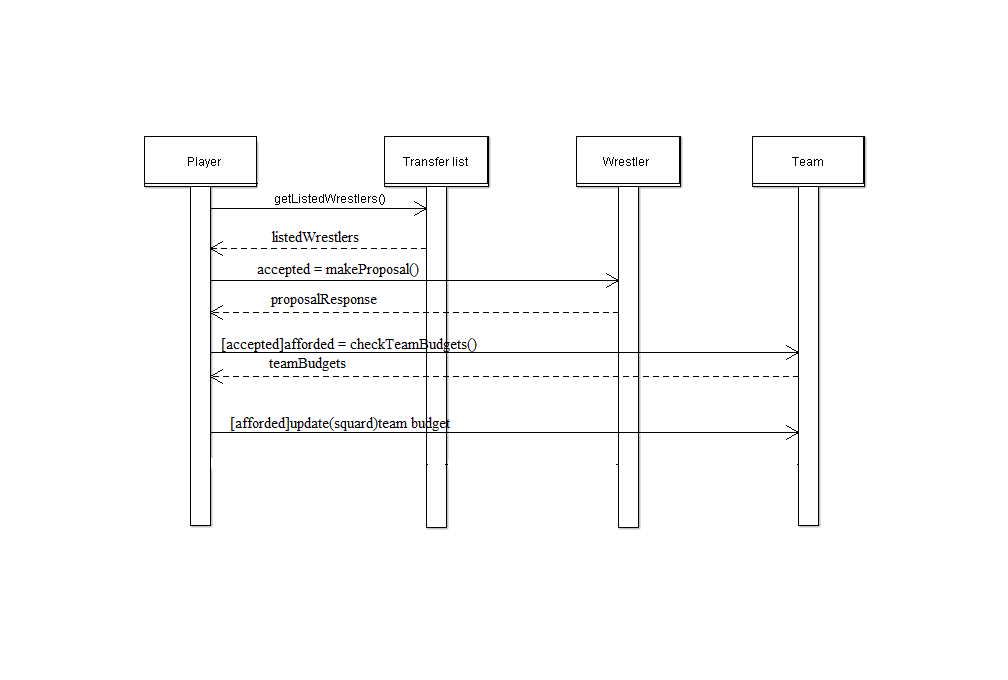 Player
Transfer list
Wrestler
Team
getListedWrestlers()
listedWrestlers
accepted = makeProposal()
proposalResponse
[accepted]afforded = checkTeamBudgets()
teamBudgets
[afforded]update(squard)team budget